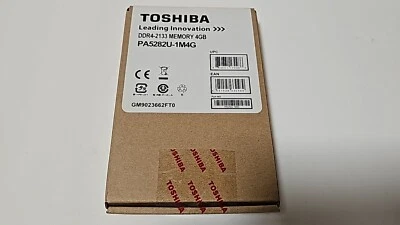 TOSHIBA
Leading Innovation >>>
DDR4-2133 MEMORY 4GB
PA5282U-1M4G
UPC
EAN
GM9023662FT0
TOSHIBA TOSHIBA TOSHIBA